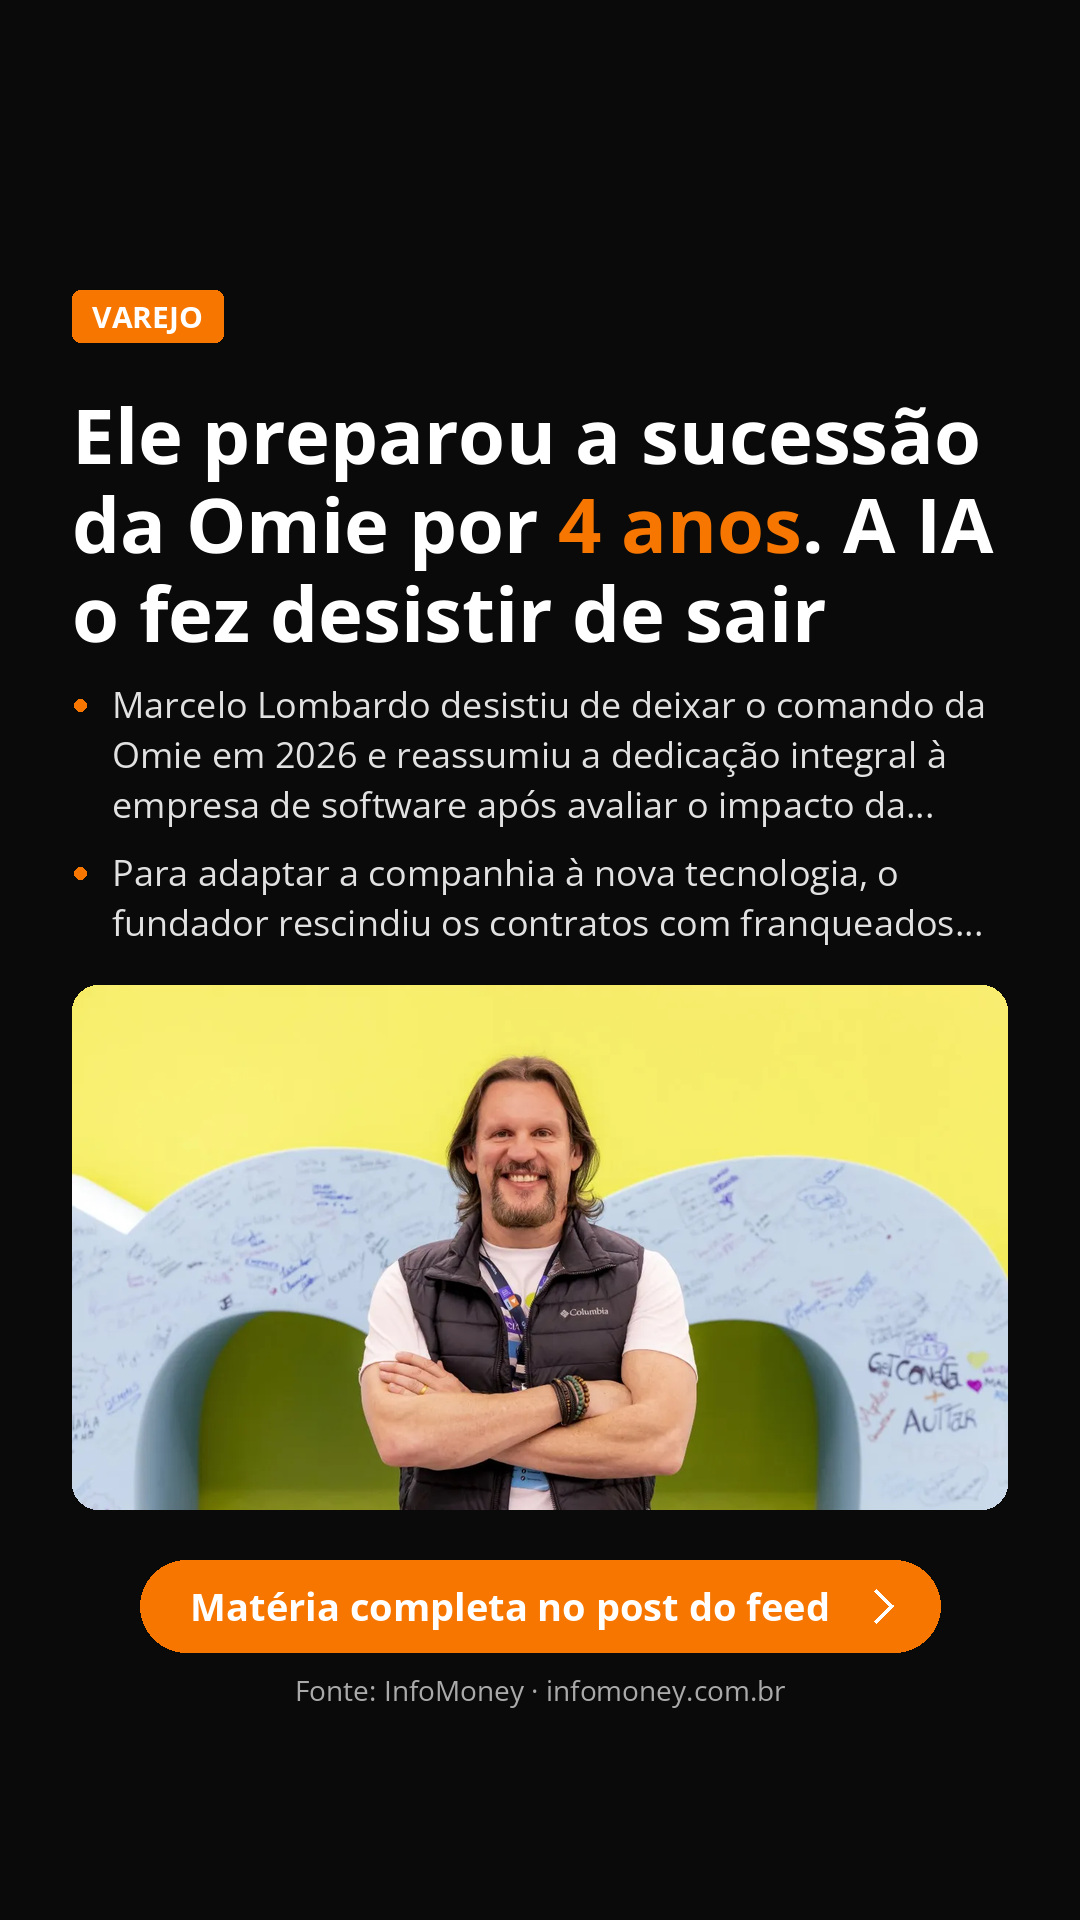 VAREJO
Ele preparou a sucessão
da Omie por 4 anos. A IA
o fez desistir de sair
• Marcelo Lombardo desistiu de deixar o comando da
Omie em 2026 e reassumiu a dedicação integral à
empresa de software após avaliar o impacto da...
• Para adaptar a companhia à nova tecnologia, o
fundador rescindiu os contratos com franqueados...
Columbia
GETCONECTA
AUTTAR
Matéria completa no post do feed
Fonte: InfoMoney · infomoney.com.br